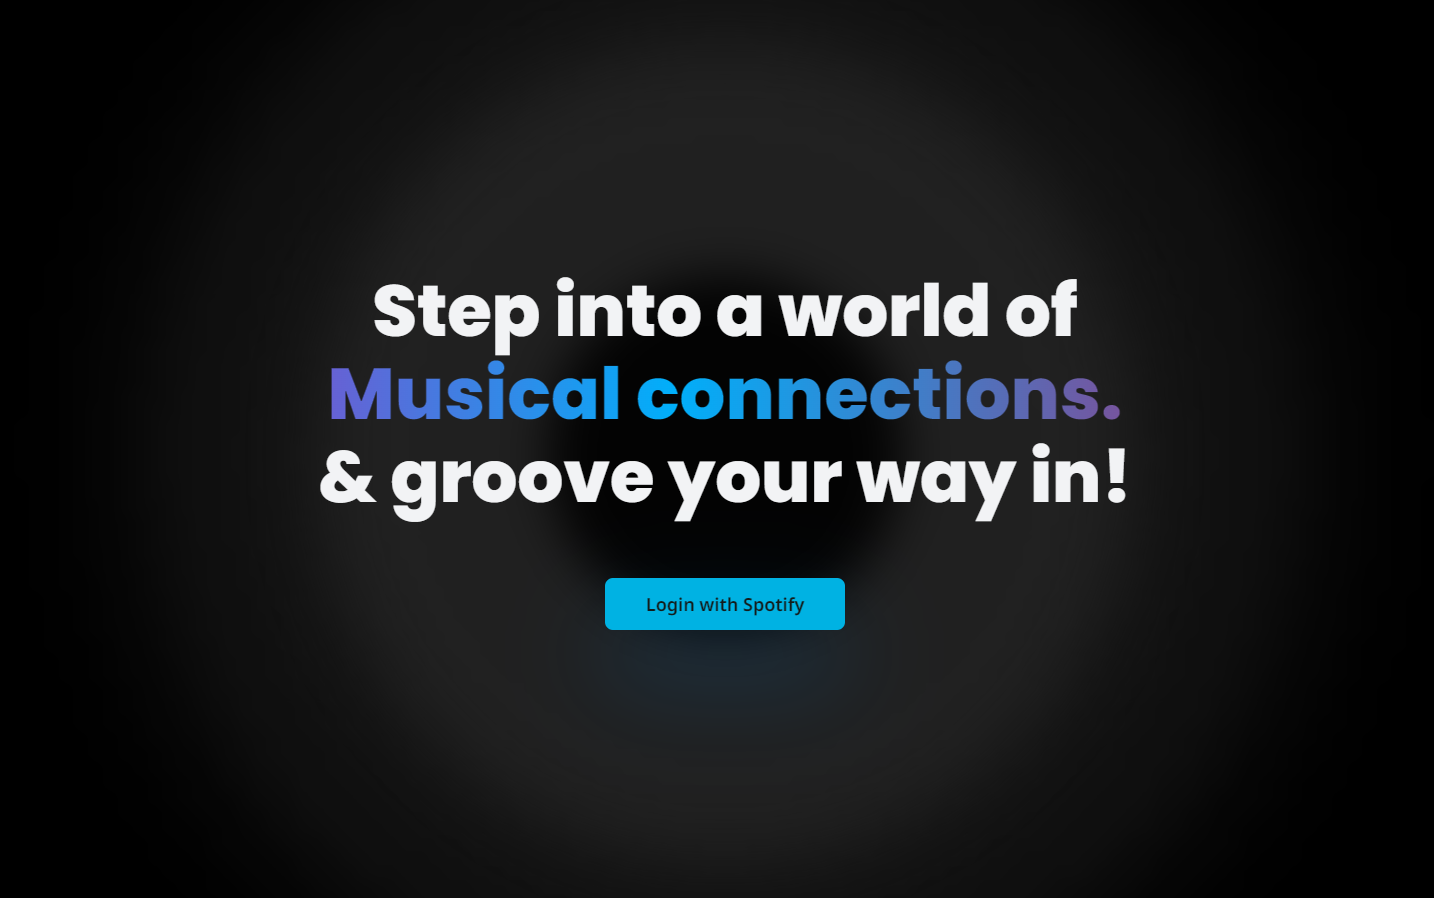 Step into a world of
Musical connections.
& groove your way in!
Login with Spotify